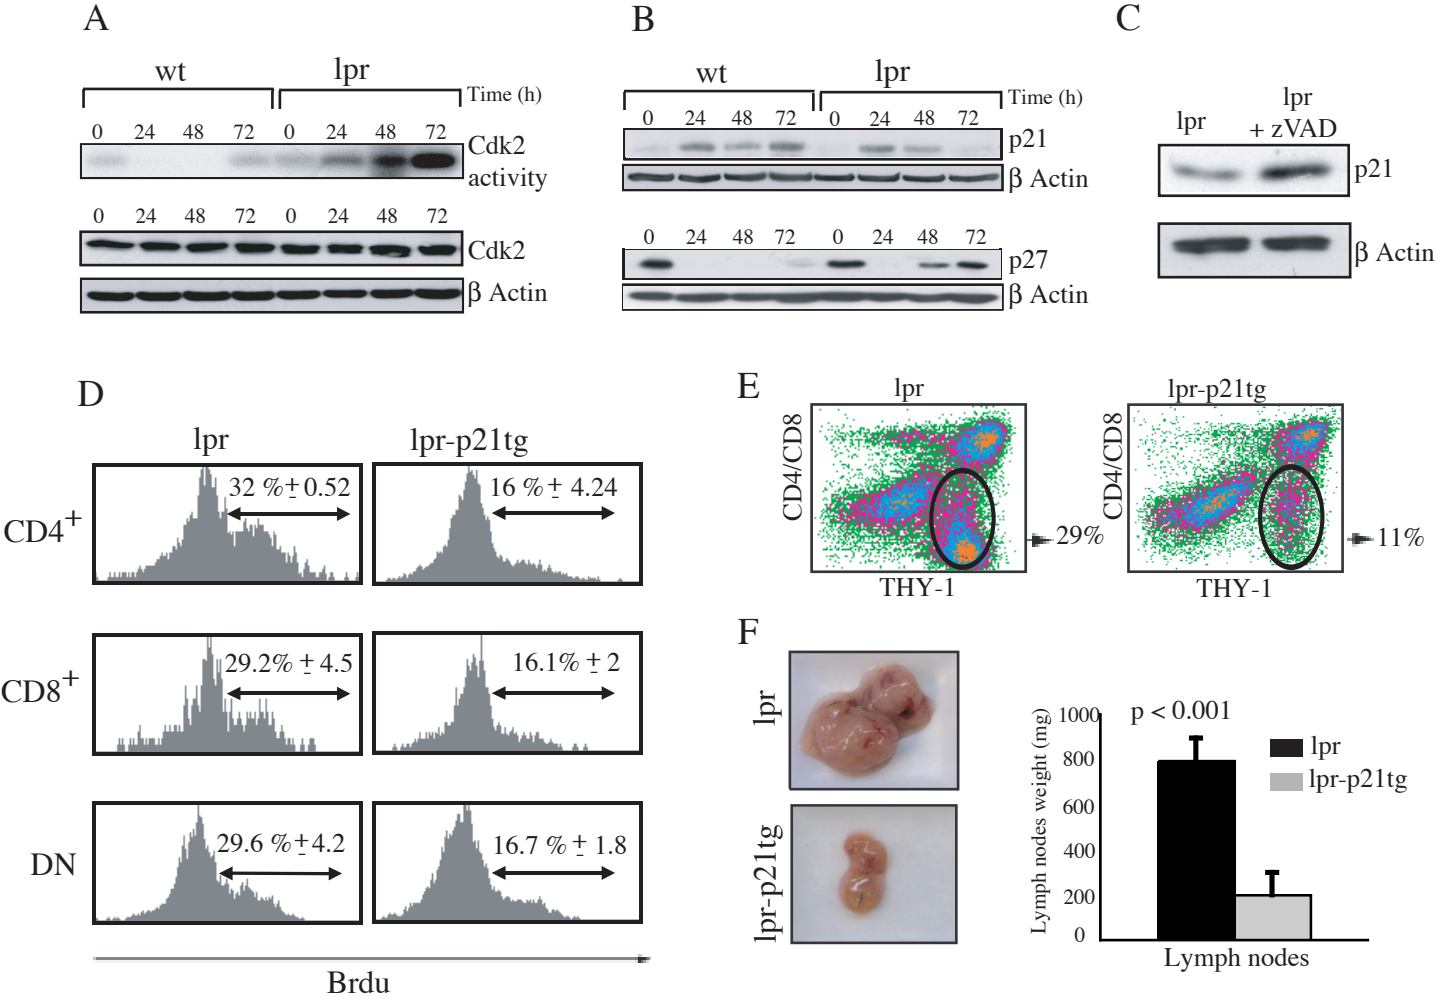 A
wt lpr
Time (h)
0 24 48 72 0 24 48 72
Cdk2 activity
0 24 48 72 0 24 48 72
Cdk2
β Actin
B
wt lpr
Time (h)
0 24 48 72 0 24 48 72
p21
β Actin
0 24 48 72 0 24 48 72
p27
β Actin
C
lpr lpr + zVAD
p21
β Actin
D
lpr lpr-p21tg
CD4+
32 % ± 0.52 16 % ± 4.24
CD8+
29.2% ± 4.5 16.1% ± 2
DN
29.6 % ± 4.2 16.7 % ± 1.8
Brdu
E
lpr lpr-p21tg
CD4/CD8 CD4/CD8
29% 11%
THY-1 THY-1
F
lpr
lpr-p21tg
Lymph nodes weight (mg)
1000
800
600
400
200
0
p < 0.001
lpr
lpr-p21tg
Lymph nodes